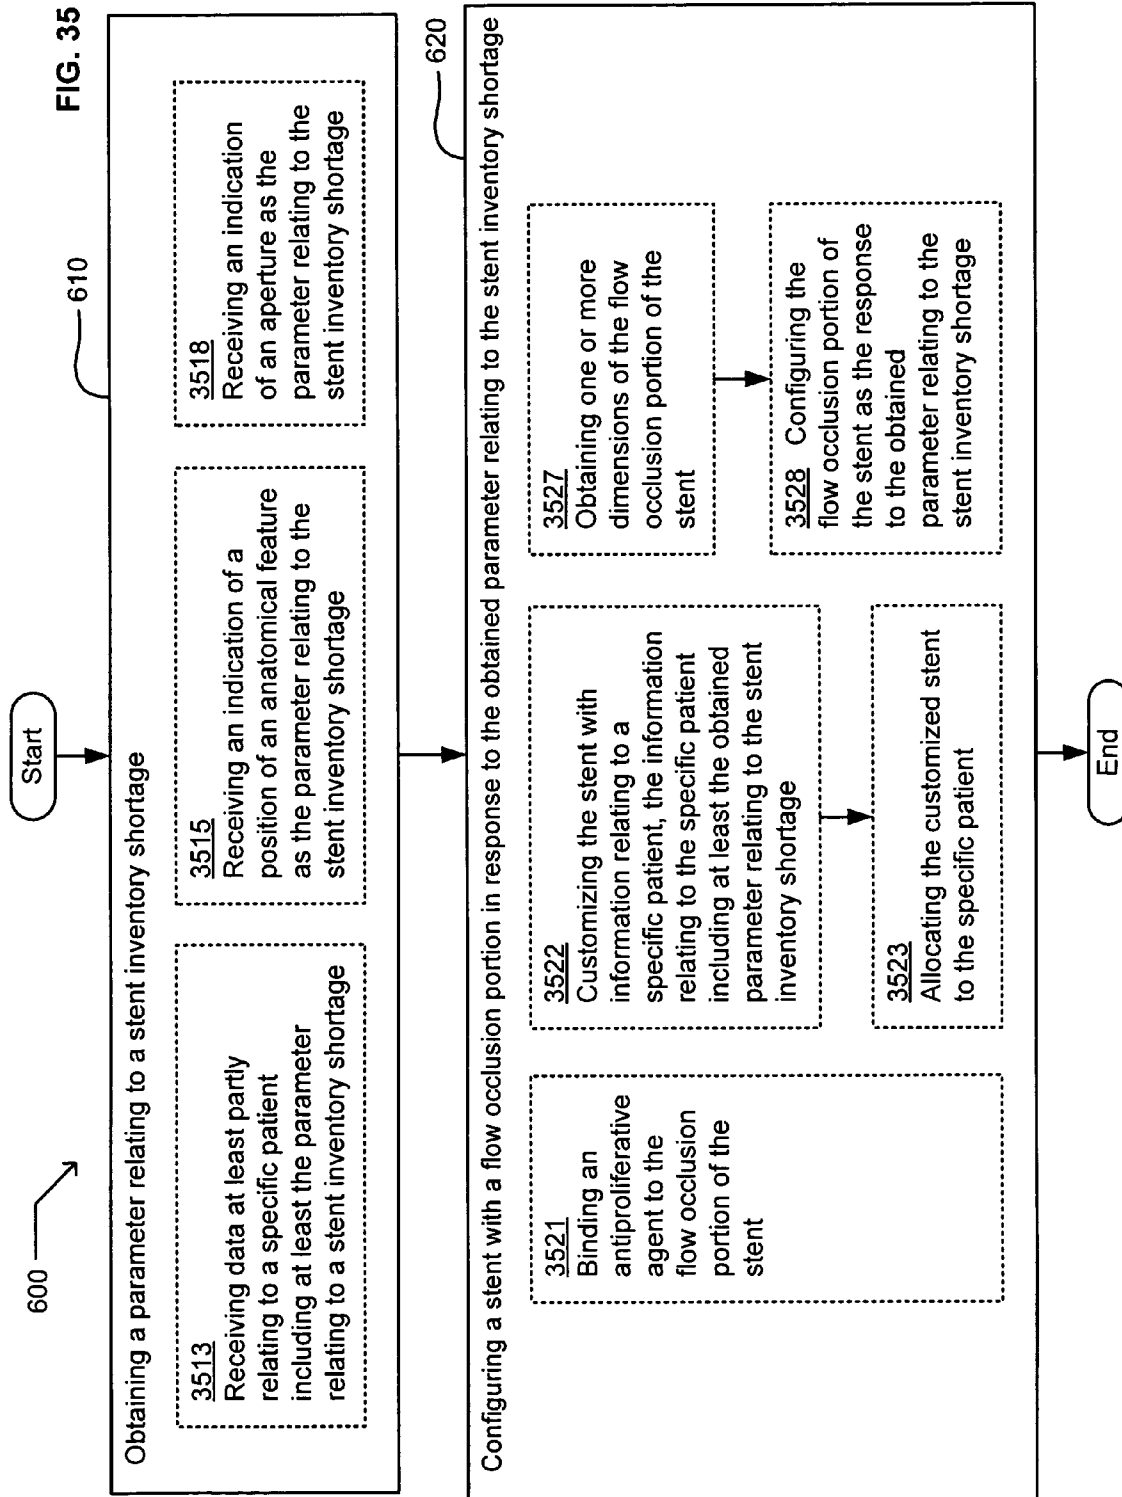 FIG. 35
600
Start
610
Obtaining a parameter relating to a stent inventory shortage
3513
Receiving data at least partly
relating to a specific patient
including at least the parameter
relating to a stent inventory shortage
3515
Receiving an indication of a
position of an anatomical feature
as the parameter relating to the
stent inventory shortage
3518
Receiving an indication
of an aperture as the
parameter relating to the
stent inventory shortage
620
Configuring a stent with a flow occlusion portion in response to the obtained parameter relating to the stent inventory shortage
3521
Binding an
antiproliferative
agent to the
flow occlusion
portion of the
stent
3522
Customizing the stent with
information relating to a
specific patient, the information
relating to the specific patient
including at least the obtained
parameter relating to the stent
inventory shortage
3523
Allocating the customized stent
to the specific patient
3527
Obtaining one or more
dimensions of the flow
occlusion portion of the
stent
3528 Configuring the
flow occlusion portion of
the stent as the response
to the obtained
parameter relating to the
stent inventory shortage
End